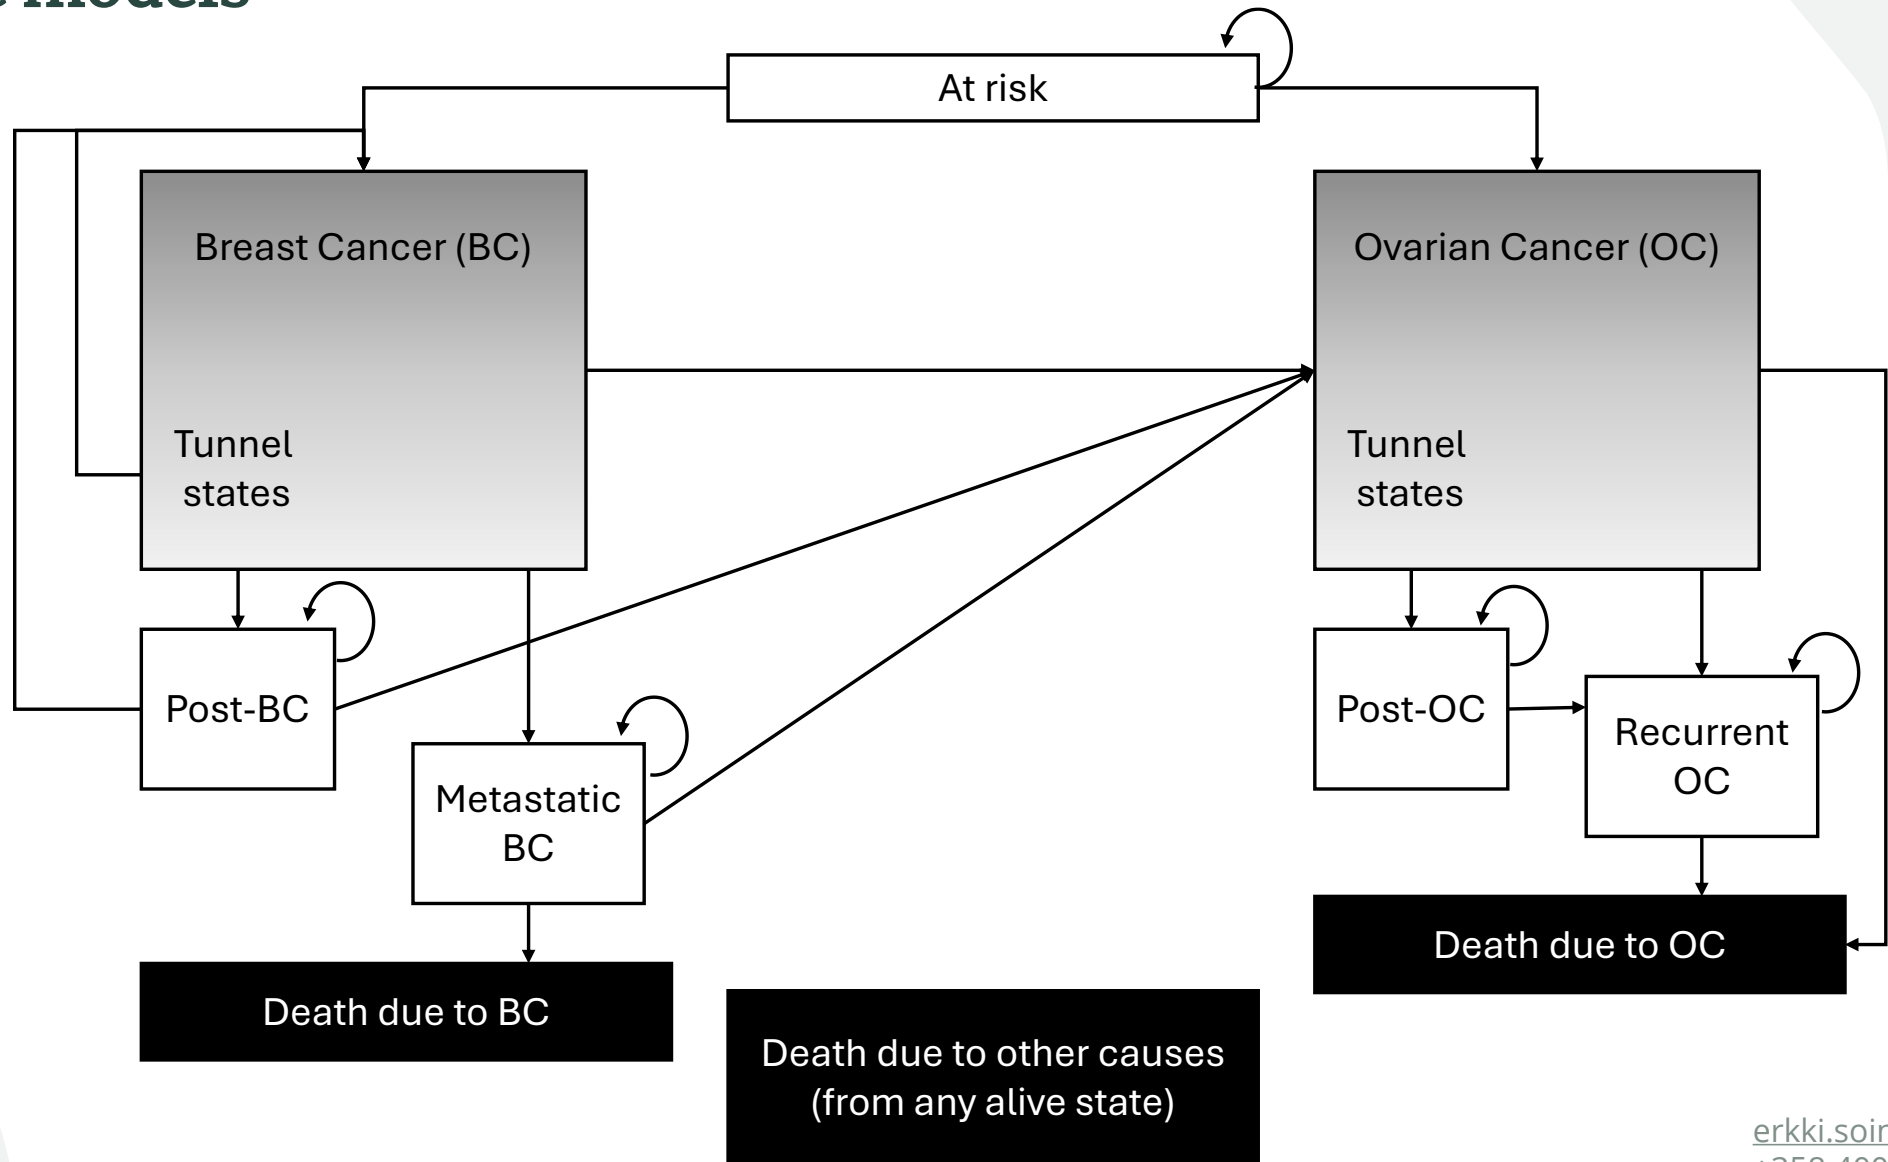 models
At risk
Breast Cancer (BC)
Ovarian Cancer (OC)
Tunnel
states
Tunnel
states
Post-BC
Metastatic
BC
Post-OC
Recurrent
OC
Death due to BC
Death due to OC
Death due to other causes
(from any alive state)